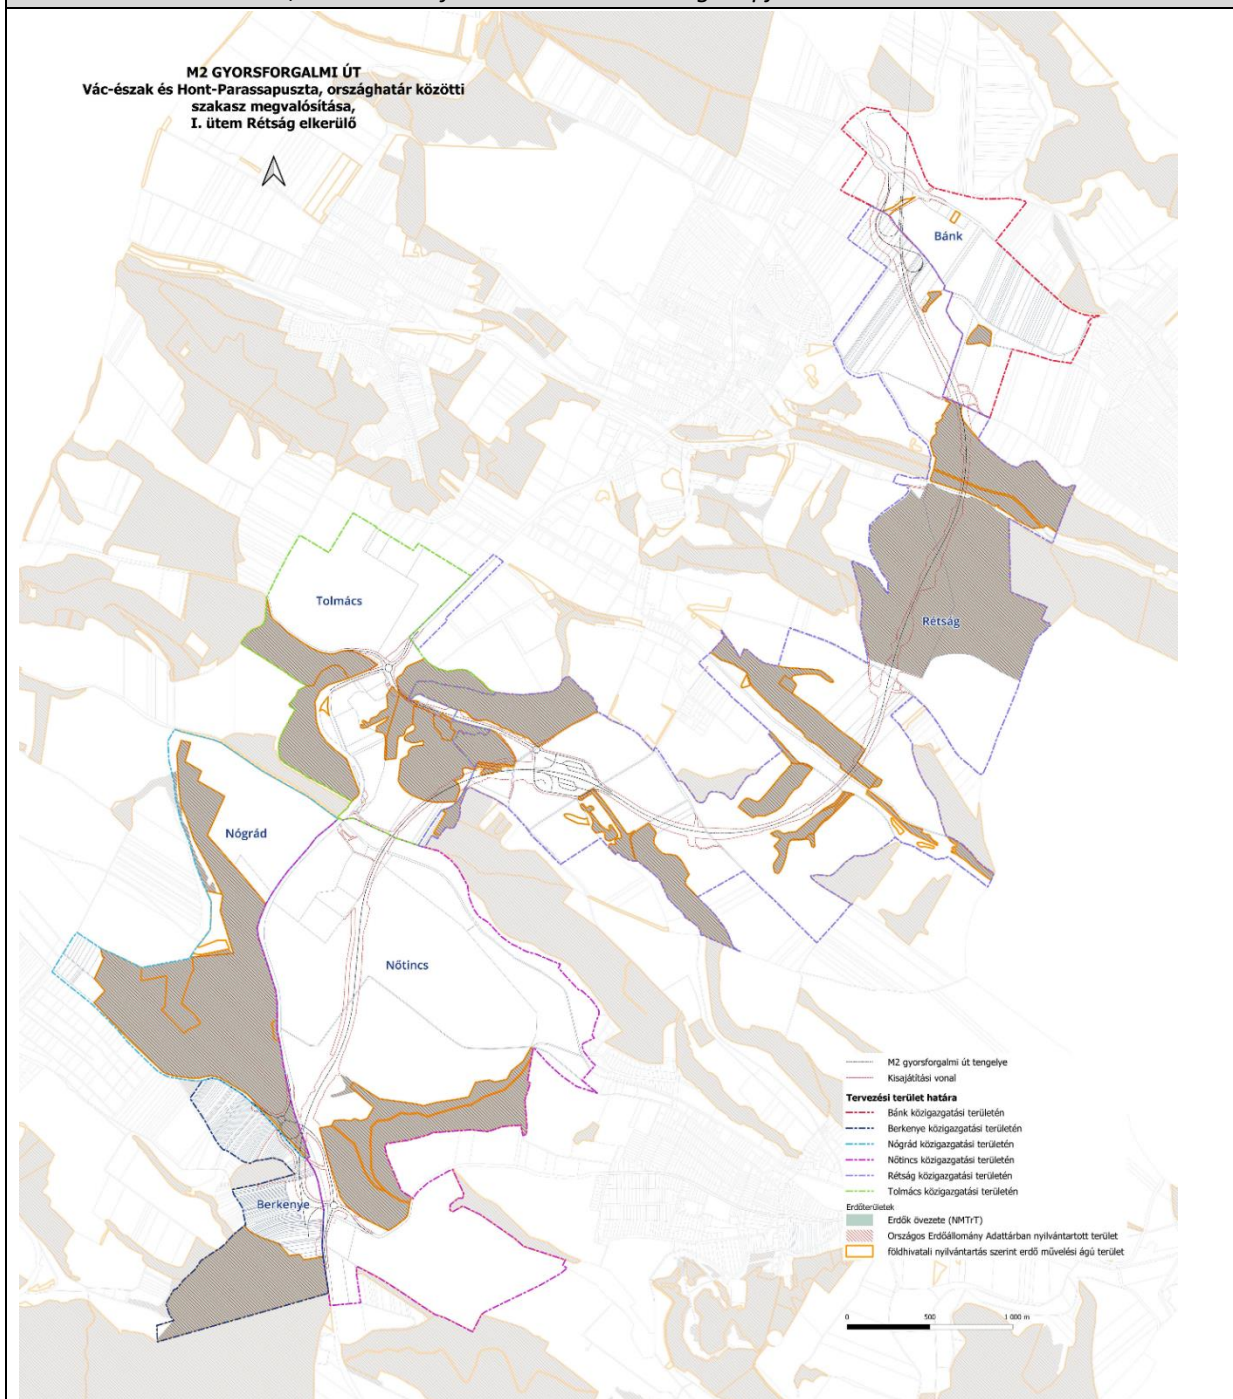 M2 GYORSFORGALMI ÚT
Vác-észak és Hont-Parassapuszta, országhatár közötti
szakasz megvalósítása,
I. ütem Rétság elkerülő
Bánk
Rétság
Tolmács
Nógrád
Nőtincs
Berkenye
M2 gyorsforgalmi út tengelye
Kisajátítási vonal
Tervezési terület határa
Bánk közigazgatási területén
Berkenye közigazgatási területén
Nógrád közigazgatási területén
Nőtincs közigazgatási területén
Rétság közigazgatási területén
Tolmács közigazgatási területén
Erdőterületek
Erdők övezete (NMTrT)
Országos Erdőállomány Adattárban nyilvántartott terület
földhivatali nyilvántartás szerint erdő művelési ágú terület
0 500 1 000 m